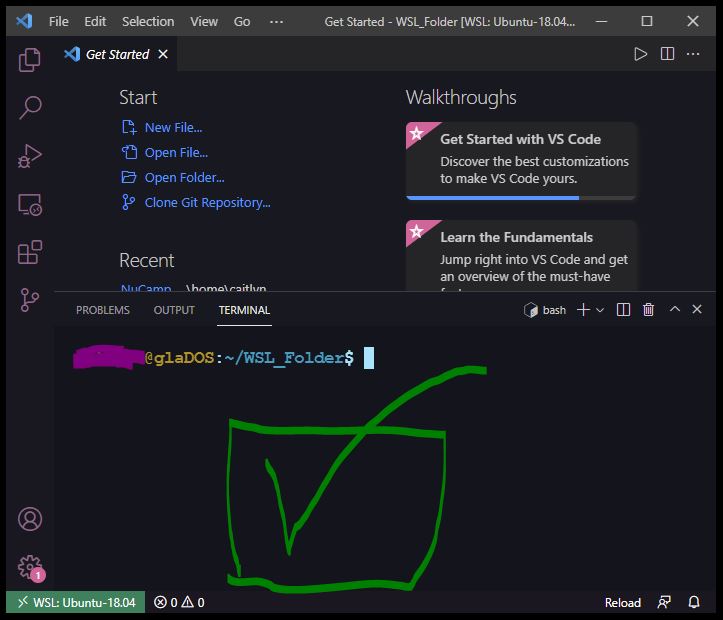 File Edit Selection View Go ··· Get Started - WSL_Folder [WSL: Ubuntu-18.04...
Get Started
Start
New File...
Open File...
Open Folder...
Clone Git Repository...
Recent
NuCamp \home\caitlyn
Walkthroughs
Get Started with VS Code
Discover the best customizations
to make VS Code yours.
Learn the Fundamentals
Jump right into VS Code and get
an overview of the must-have
PROBLEMS OUTPUT TERMINAL bash
@glaDOS:~/WSL_Folder$
1
WSL: Ubuntu-18.04 0 0 Reload